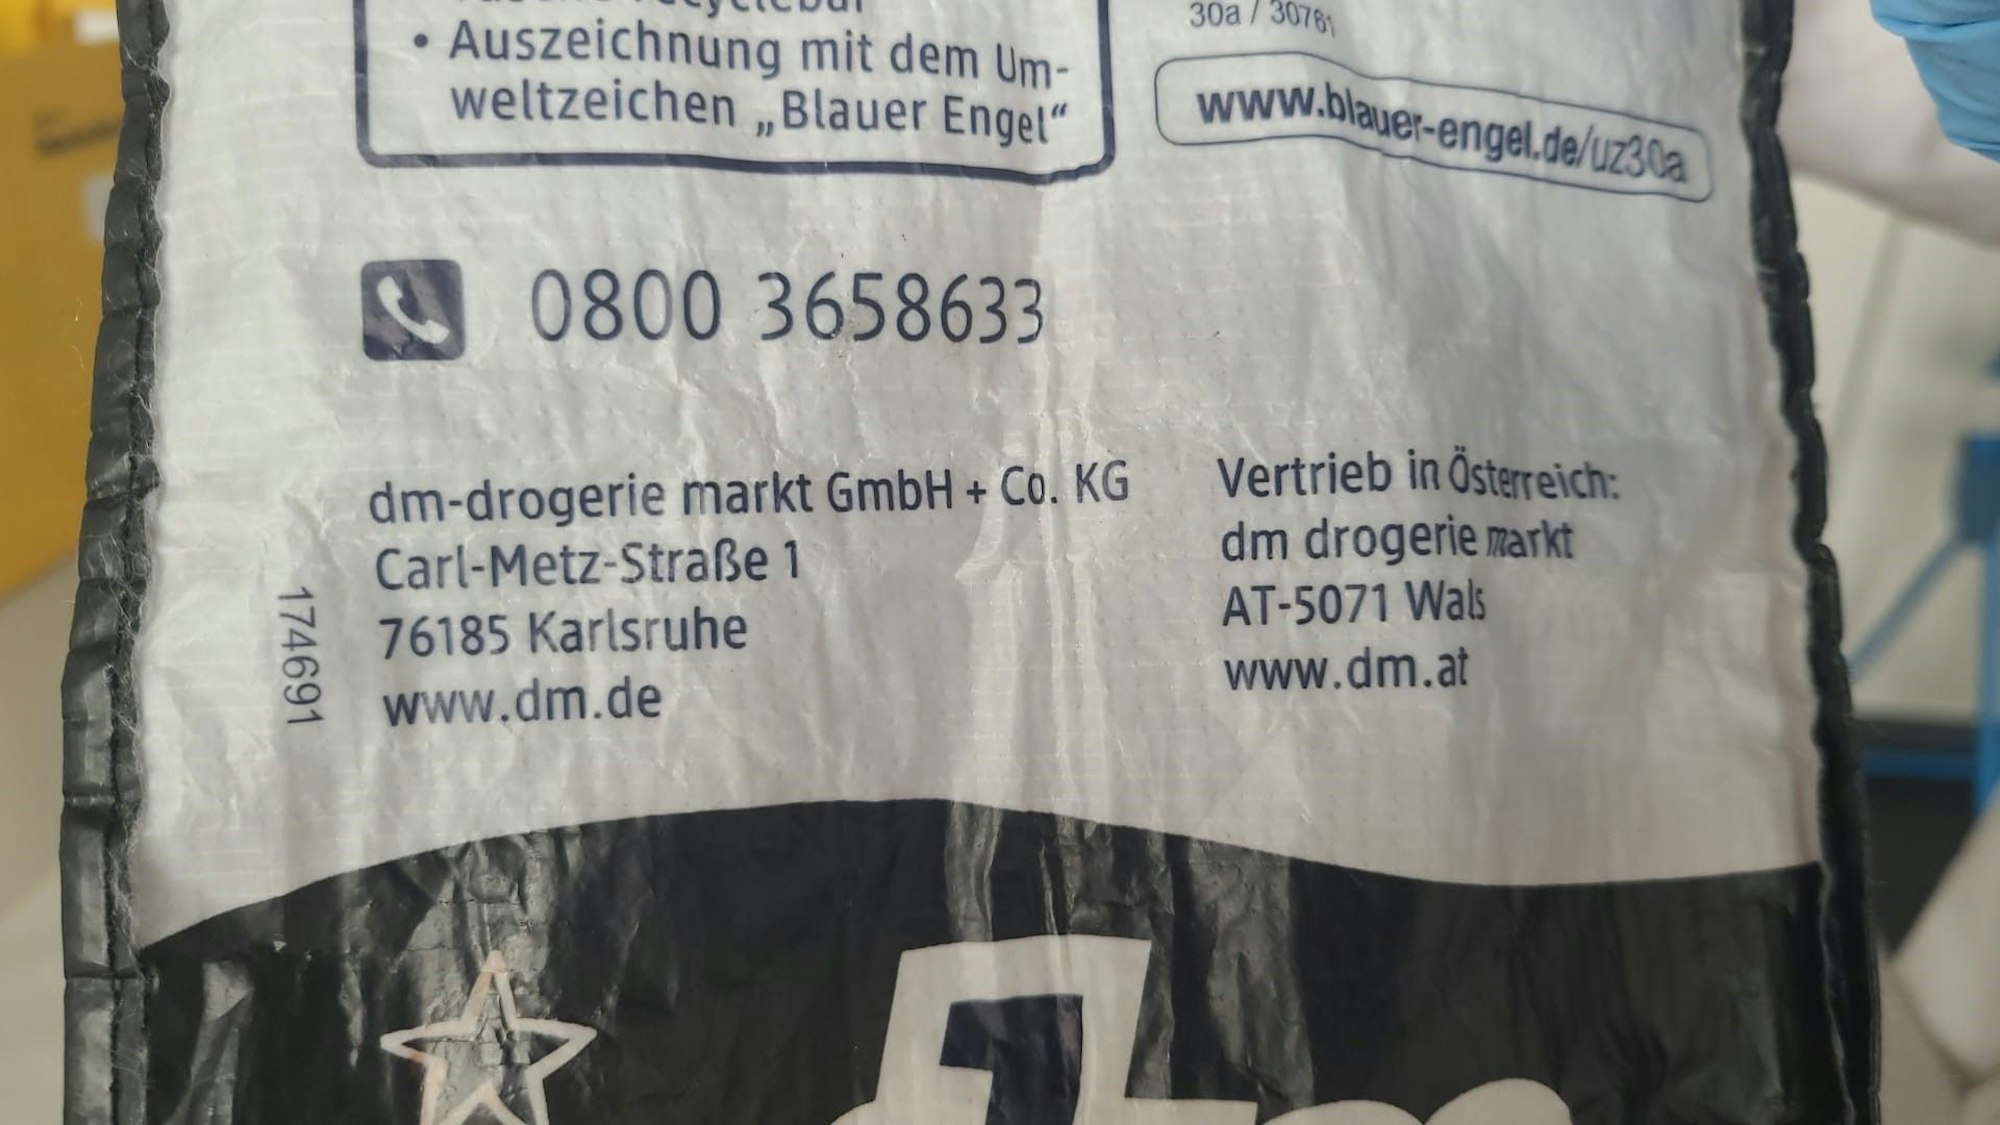 recyclebar
• Auszeichnung mit dem Um-
weltzeichen „Blauer Engel“
30a / 30761
www.blauer-engel.de/uz30a
0800 3658633
dm-drogerie markt GmbH + Co. KG
Carl-Metz-Straße 1
76185 Karlsruhe
www.dm.de
Vertrieb in Österreich:
dm drogerie markt
AT-5071 Wals
www.dm.at
174691